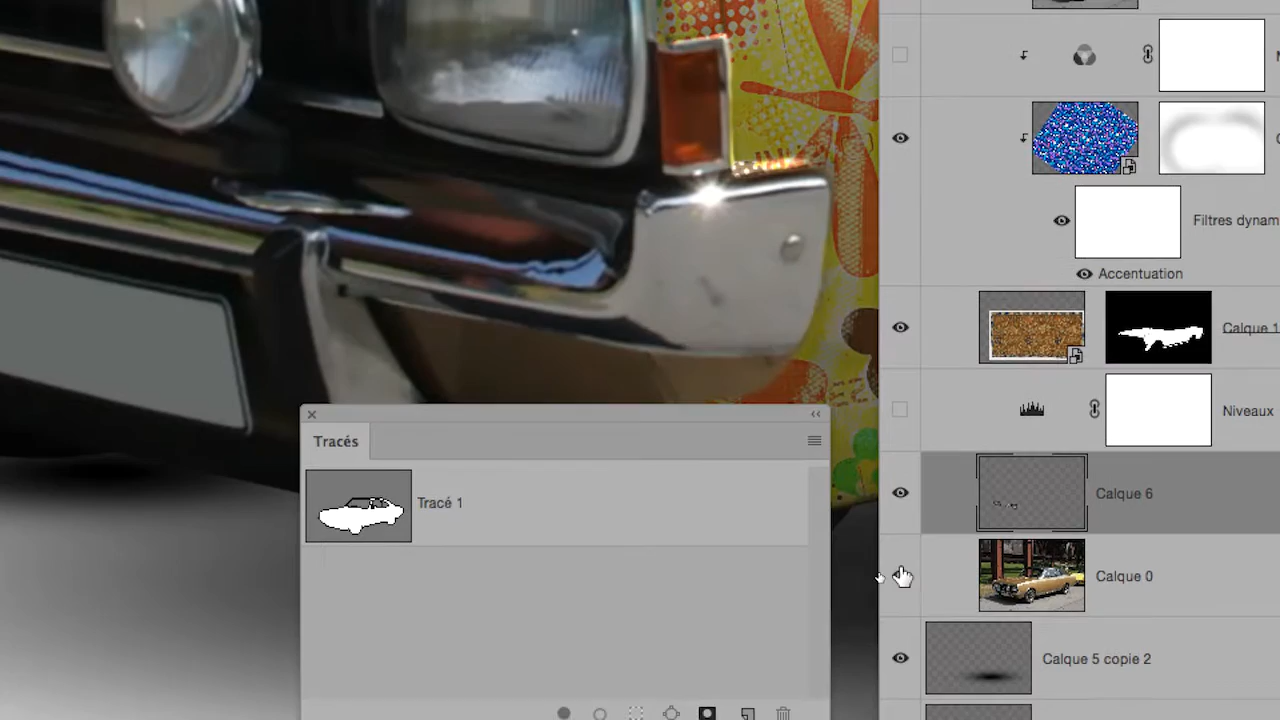 Filtres dynam
Accentuation
Calque 1
Niveaux
Tracés
Tracé 1
Calque 6
Calque 0
Calque 5 copie 2